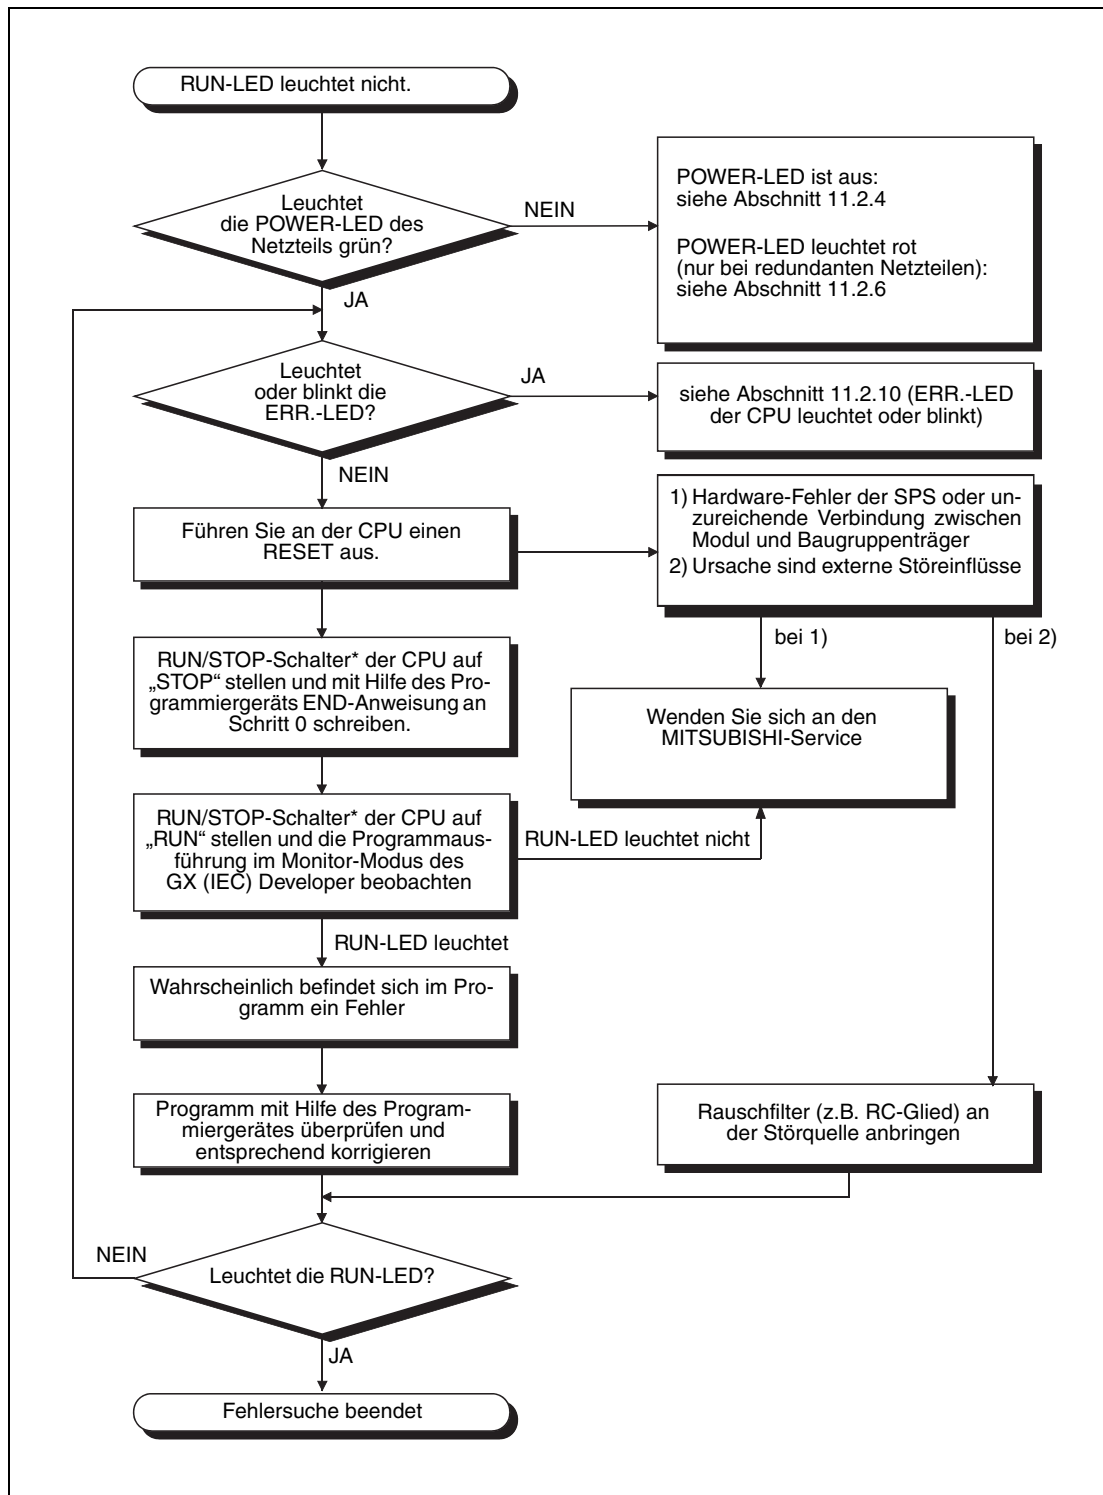 RUN-LED leuchtet nicht.
Leuchtet
die POWER-LED des
Netzteils grün?
NEIN
POWER-LED ist aus:
siehe Abschnitt 11.2.4
POWER-LED leuchtet rot
(nur bei redundanten Netzteilen):
siehe Abschnitt 11.2.6
JA
Leuchtet
oder blinkt die
ERR.-LED?
JA
siehe Abschnitt 11.2.10 (ERR.-LED
der CPU leuchtet oder blinkt)
NEIN
Führen Sie an der CPU einen
RESET aus.
1) Hardware-Fehler der SPS oder un-
zureichende Verbindung zwischen
Modul und Baugruppenträger
2) Ursache sind externe Störeinflüsse
bei 1)
bei 2)
RUN/STOP-Schalter* der CPU auf
„STOP“ stellen und mit Hilfe des Pro-
grammiergeräts END-Anweisung an
Schritt 0 schreiben.
Wenden Sie sich an den
MITSUBISHI-Service
RUN/STOP-Schalter* der CPU auf
„RUN“ stellen und die Programmaus-
führung im Monitor-Modus des
GX (IEC) Developer beobachten
RUN-LED leuchtet nicht
RUN-LED leuchtet
Wahrscheinlich befindet sich im Pro-
gramm ein Fehler
Programm mit Hilfe des Program-
miergerätes überprüfen und
entsprechend korrigieren
Rauschfilter (z.B. RC-Glied) an
der Störquelle anbringen
NEIN
Leuchtet die RUN-LED?
JA
Fehlersuche beendet